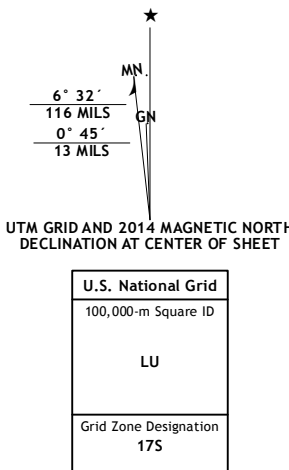 ★
MN
6° 32´
116 MILS
GN
0° 45´
13 MILS
UTM GRID AND 2014 MAGNETIC NORTH
DECLINATION AT CENTER OF SHEET
U.S. National Grid
100,000-m Square ID
LU
Grid Zone Designation
17S